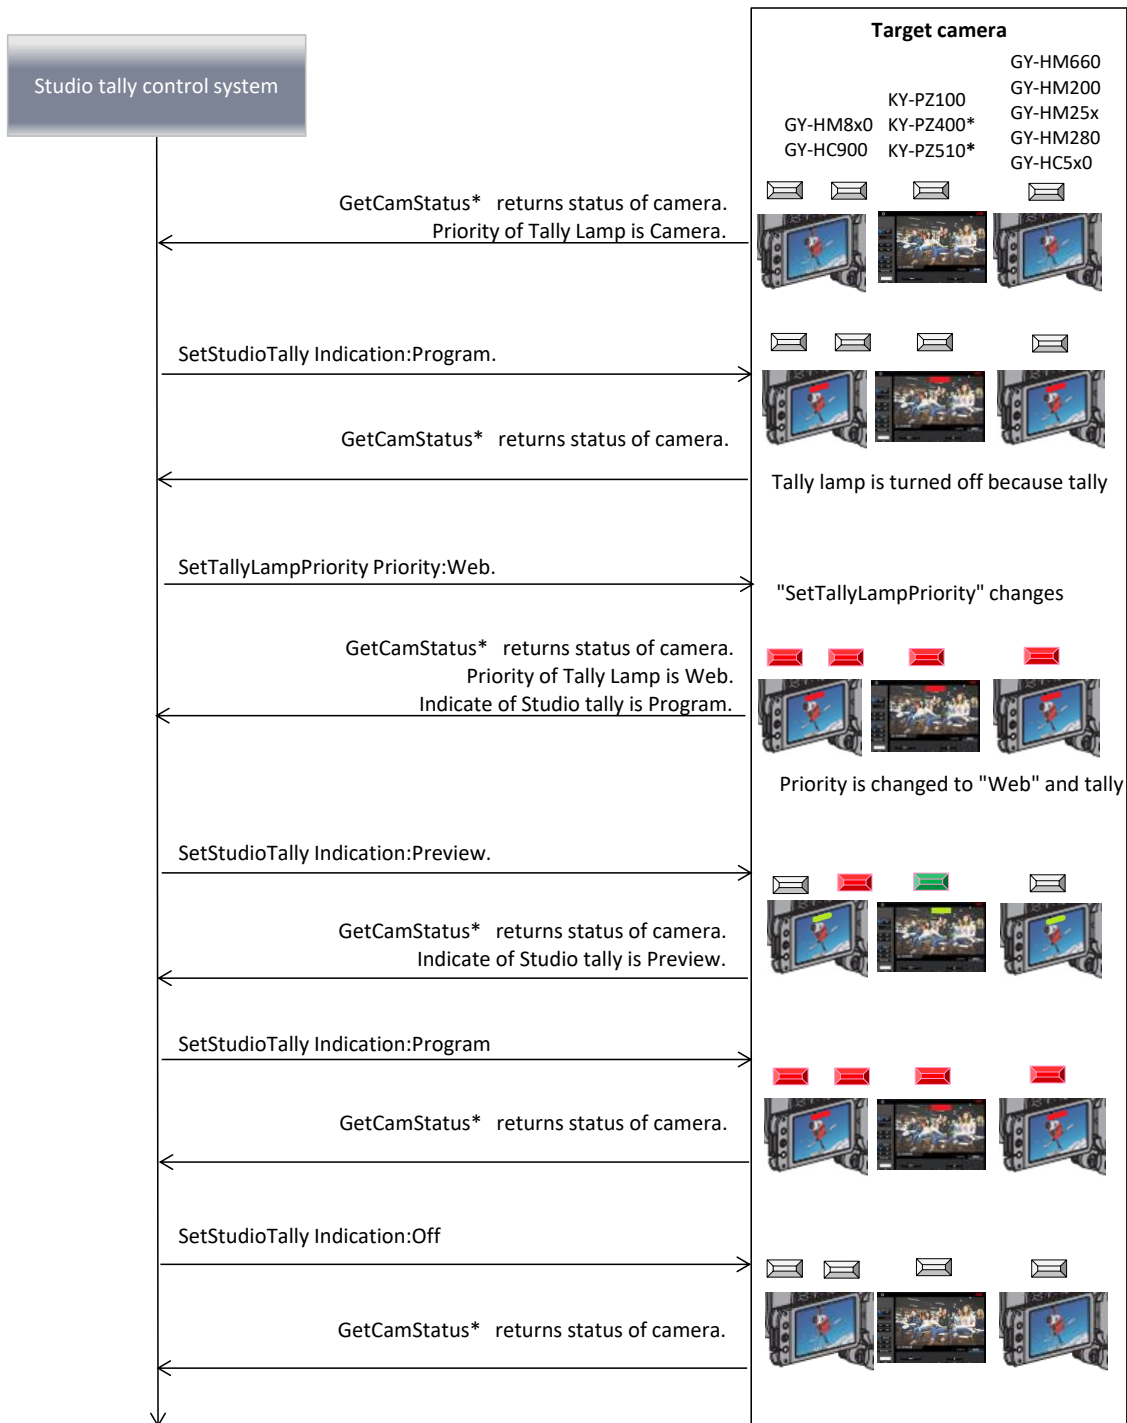 Target camera
Studio tally control system
GY-HM8x0
GY-HC900
KY-PZ100
KY-PZ400*
KY-PZ510*
GY-HM660
GY-HM200
GY-HM25x
GY-HM280
GY-HC5x0
GetCamStatus* returns status of camera.
Priority of Tally Lamp is Camera.
SetStudioTally Indication:Program.
GetCamStatus* returns status of camera.
Tally lamp is turned off because tally
SetTallyLampPriority Priority:Web.
"SetTallyLampPriority" changes
GetCamStatus* returns status of camera.
Priority of Tally Lamp is Web.
Indicate of Studio tally is Program.
Priority is changed to "Web" and tally
SetStudioTally Indication:Preview.
GetCamStatus* returns status of camera.
Indicate of Studio tally is Preview.
SetStudioTally Indication:Program
GetCamStatus* returns status of camera.
SetStudioTally Indication:Off
GetCamStatus* returns status of camera.